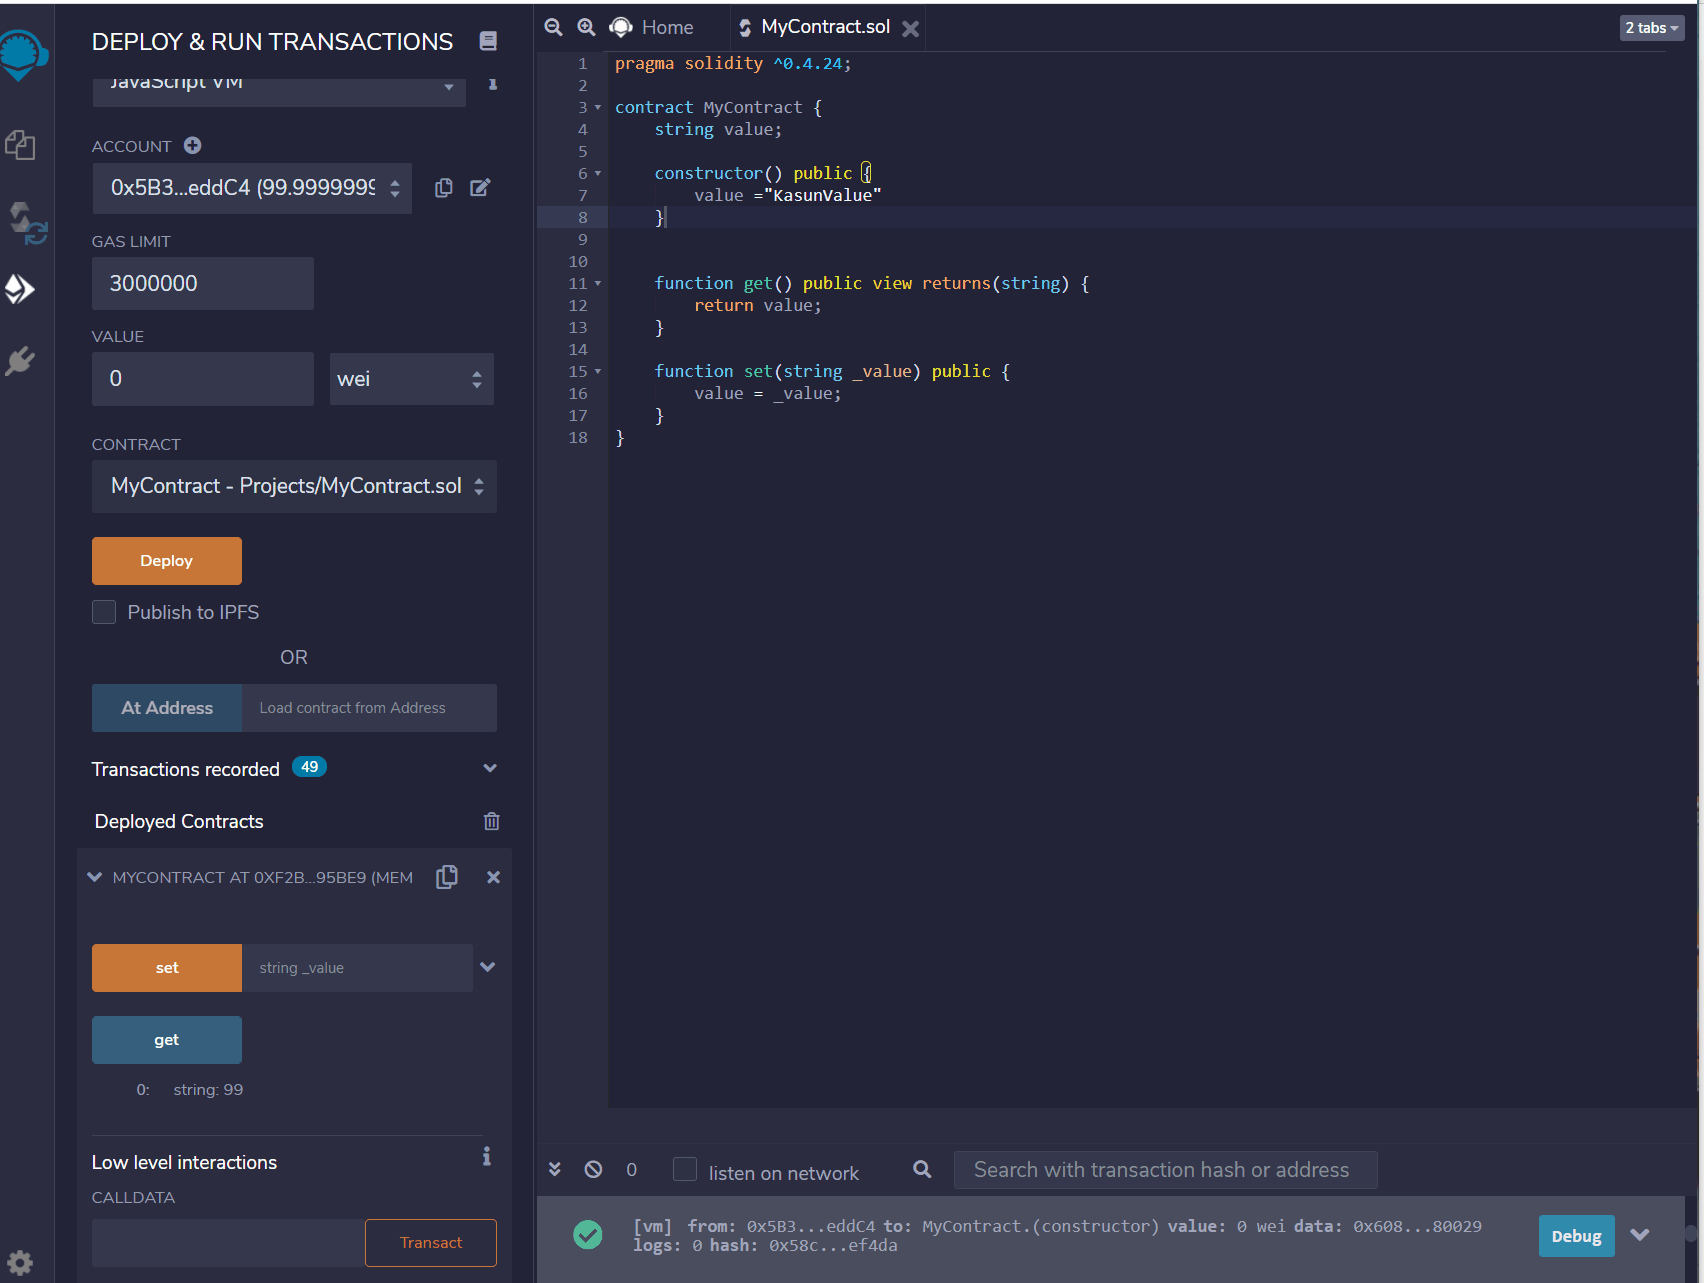 DEPLOY & RUN TRANSACTIONS
JavaScript VM
ACCOUNT
0x5B3...eddC4 (99.9999999
GAS LIMIT
3000000
VALUE
0
wei
CONTRACT
MyContract - Projects/MyContract.sol
Deploy
Publish to IPFS
OR
At Address
Load contract from Address
Transactions recorded 49
Deployed Contracts
MYCONTRACT AT 0XF2B...95BE9 (MEM
set
string _value
get
0: string: 99
Low level interactions
CALLDATA
Transact
Home
MyContract.sol
2 tabs
1 pragma solidity ^0.4.24;
2
3 contract MyContract {
4 string value;
5
6 constructor() public {
7 value ="KasunValue"
8 }
9
10
11 function get() public view returns(string) {
12 return value;
13 }
14
15 function set(string _value) public {
16 value = _value;
17 }
18 }
0
listen on network
Search with transaction hash or address
[vm] from: 0x5B3...eddC4 to: MyContract.(constructor) value: 0 wei data: 0x608...80029
logs: 0 hash: 0x58c...ef4da
Debug